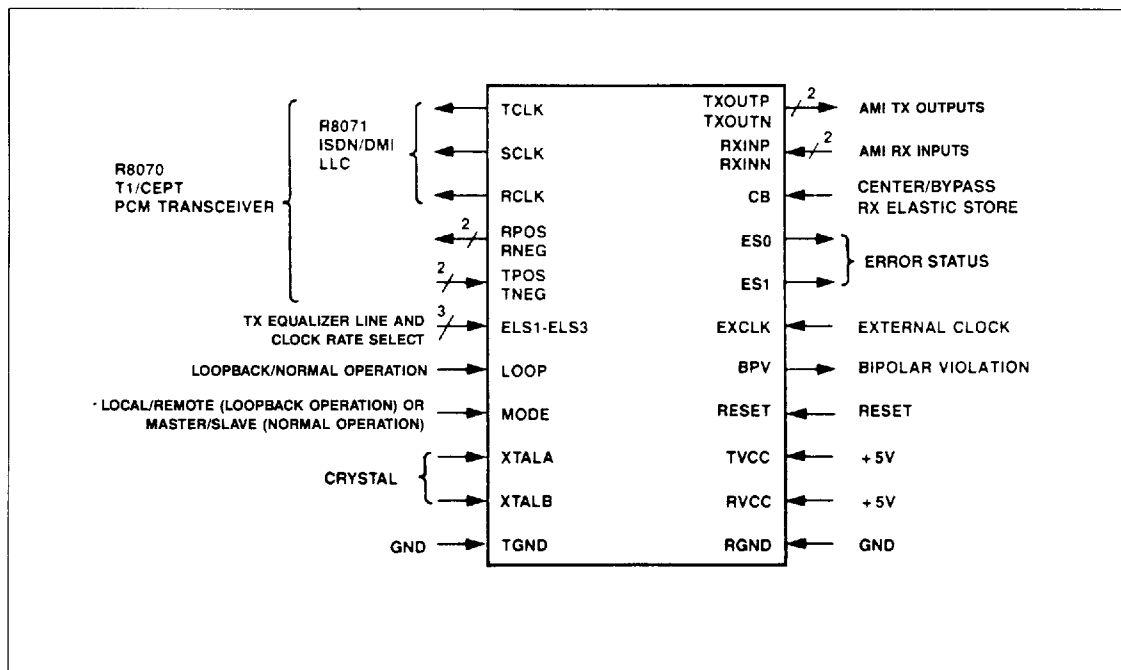 R8070
T1/CEPT
PCM TRANSCEIVER
R8071
ISDN/DMI
LLC
2
2
3
TX EQUALIZER LINE AND
CLOCK RATE SELECT
LOOPBACK/NORMAL OPERATION
LOCAL/REMOTE (LOOPBACK OPERATION) OR
MASTER/SLAVE (NORMAL OPERATION)
CRYSTAL
GND
TCLK
SCLK
RCLK
RPOS
RNEG
TPOS
TNEG
ELS1-ELS3
LOOP
MODE
XTALA
XTALB
TGND
TXOUTP
TXOUTN
RXINP
RXINN
CB
ES0
ES1
EXCLK
BPV
RESET
TVCC
RVCC
RGND
2
AMI TX OUTPUTS
2
AMI RX INPUTS
CENTER/BYPASS
RX ELASTIC STORE
ERROR STATUS
EXTERNAL CLOCK
BIPOLAR VIOLATION
RESET
+5V
+5V
GND